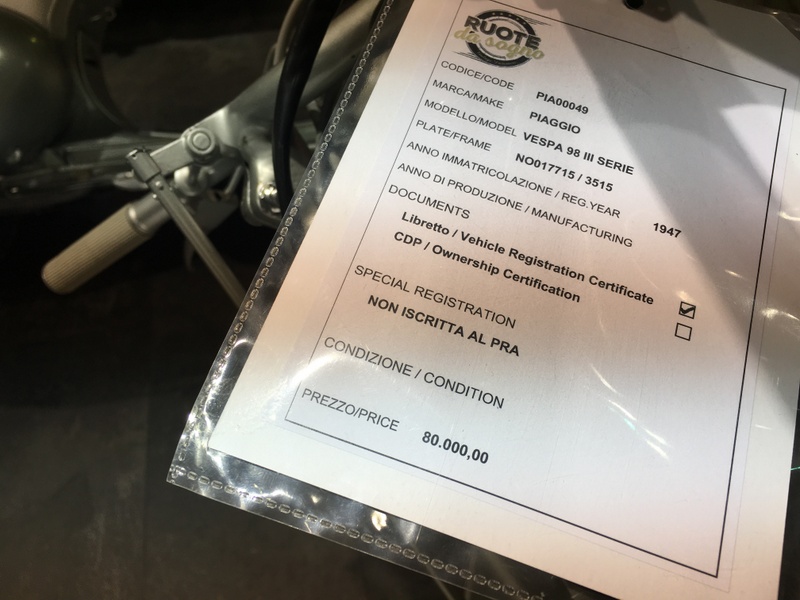 RUOTE
da sogno
CODICE/CODE PIA00049
MARCA/MAKE PIAGGIO
MODELLO/MODEL VESPA 98 III SERIE
PLATE/FRAME NO017715 / 3515
ANNO IMMATRICOLAZIONE / REG.YEAR
ANNO DI PRODUZIONE / MANUFACTURING 1947
DOCUMENTS
Libretto / Vehicle Registration Certificate
CDP / Ownership Certification
SPECIAL REGISTRATION
NON ISCRITTA AL PRA
CONDIZIONE / CONDITION
PREZZO/PRICE 80.000,00